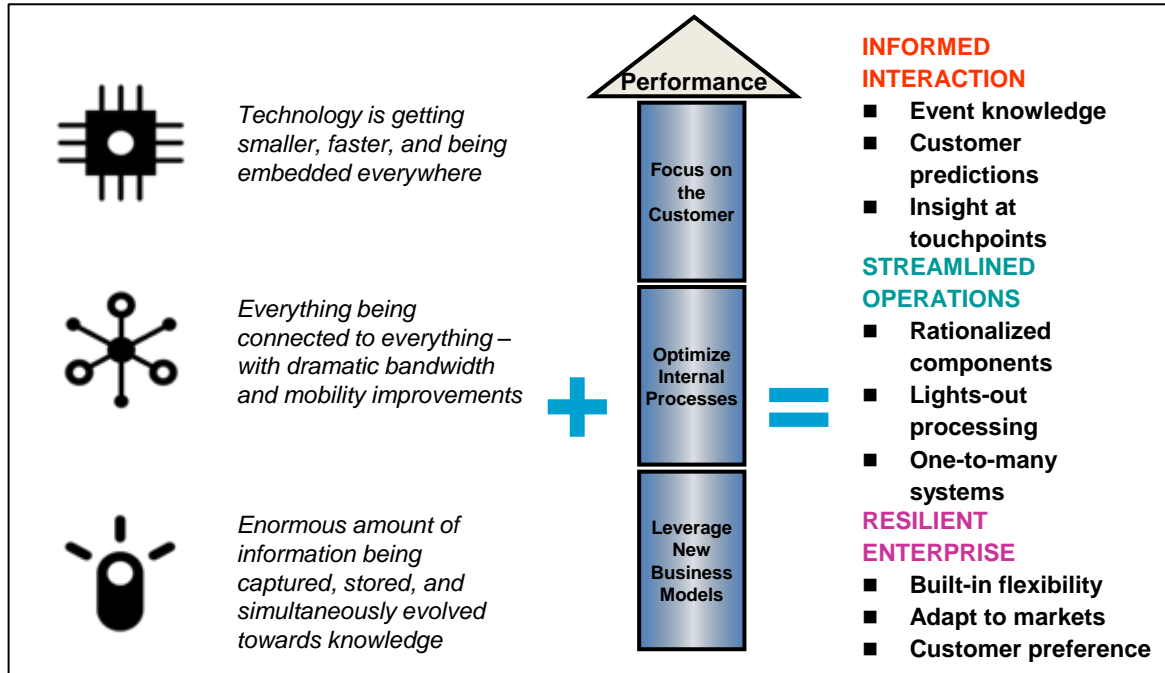 Technology is getting
smaller, faster, and being
embedded everywhere
Everything being
connected to everything –
with dramatic bandwidth
and mobility improvements
Enormous amount of
information being
captured, stored, and
simultaneously evolved
towards knowledge
+
Performance
Focus on
the
Customer
Optimize
Internal
Processes
Leverage
New
Business
Models
=
INFORMED
INTERACTION
■ Event knowledge
■ Customer
predictions
■ Insight at
touchpoints
STREAMLINED
OPERATIONS
■ Rationalized
components
■ Lights-out
processing
■ One-to-many
systems
RESILIENT
ENTERPRISE
■ Built-in flexibility
■ Adapt to markets
■ Customer preference